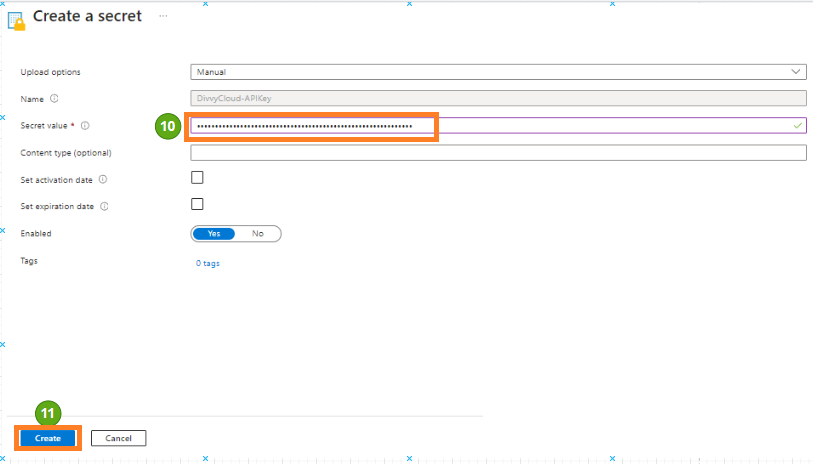 Create a secret ...
Upload options Manual
Name DivvyCloud-APIKey
10 Secret value * ••••••••••••••••••••••••••••••••••••••••••••••••••••••••••••
Content type (optional)
Set activation date
Set expiration date
Enabled Yes No
Tags 0 tags
11
Create Cancel